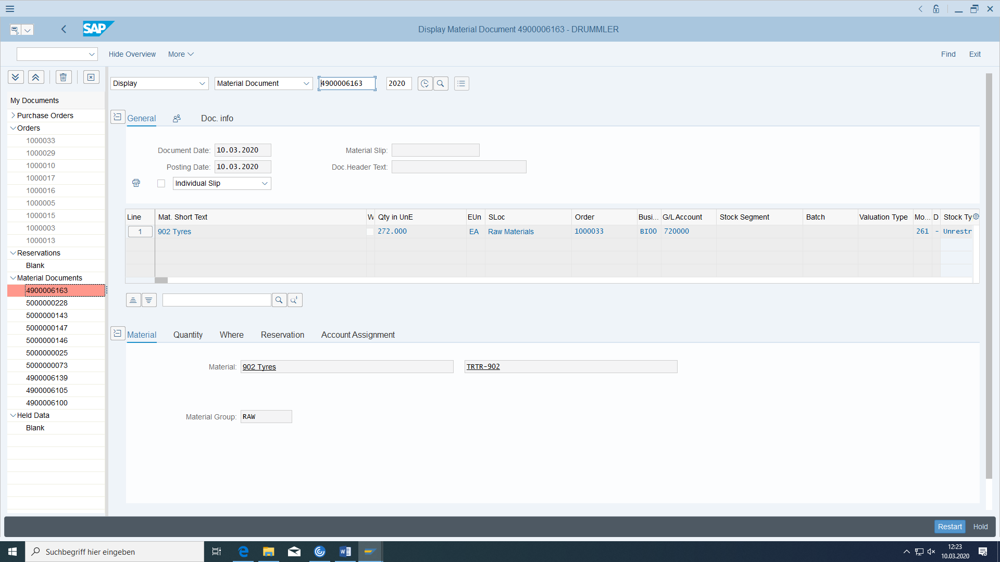 SAP
Display Material Document 4900006163 - DRUMMLER
Hide Overview More Find Exit
Display Material Document 4900006163 2020
My Documents
Purchase Orders
Orders
1000033
1000029
1000010
1000017
1000016
1000005
1000015
1000003
1000013
Reservations
Blank
Material Documents
4900006163
5000000228
5000000143
5000000147
5000000146
5000000025
5000000073
4900006139
4900006105
4900006100
Held Data
Blank
General Doc. info
Document Date: 10.03.2020 Material Slip:
Posting Date: 10.03.2020 Doc.Header Text:
Individual Slip
Line Mat. Short Text W Qty in UnE EUn SLoc Order Busi... G/L Account Stock Segment Batch Valuation Type Mo... D Stock Ty
1 902 Tyres 272.000 EA Raw Materials 1000033 BI00 720000 261 - Unrestr
Material Quantity Where Reservation Account Assignment
Material: 902 Tyres TRTR-902
Material Group: RAW
Restart Hold
Suchbegriff hier eingeben
12:23
10.03.2020